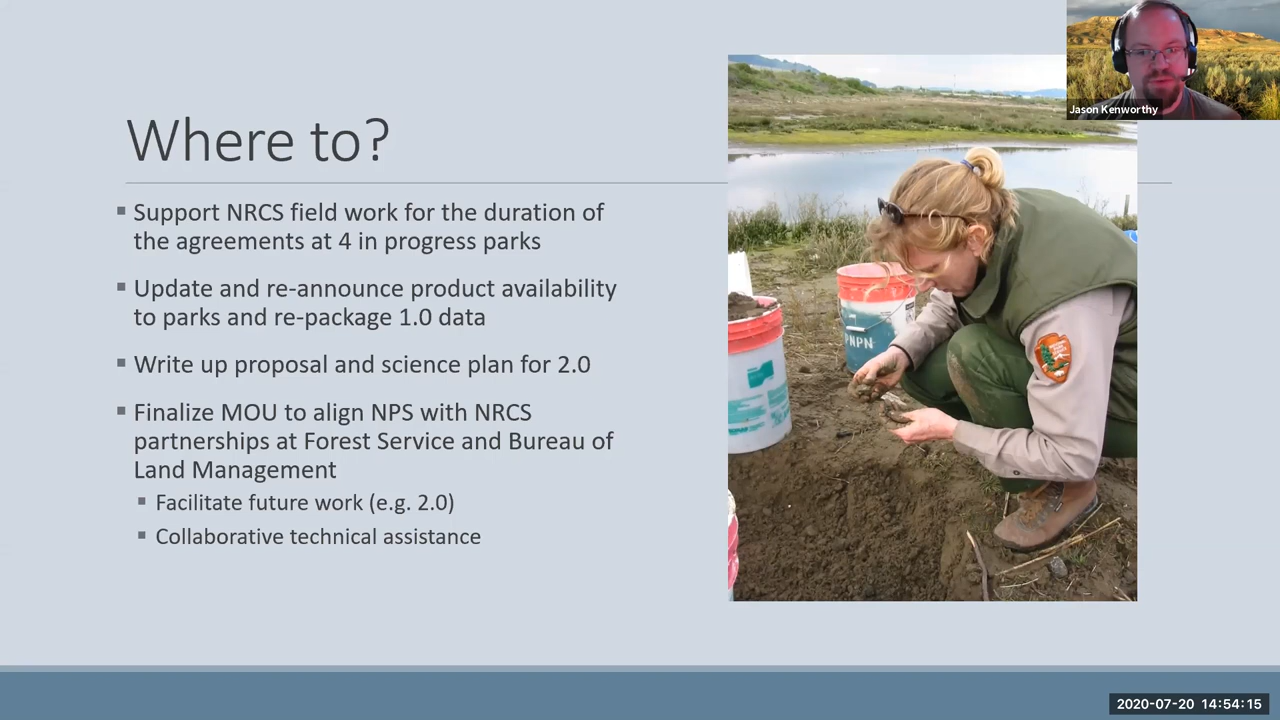 Jason Kenworthy
Where to?
▪ Support NRCS field work for the duration of
the agreements at 4 in progress parks
▪ Update and re-announce product availability
to parks and re-package 1.0 data
▪ Write up proposal and science plan for 2.0
▪ Finalize MOU to align NPS with NRCS
partnerships at Forest Service and Bureau of
Land Management
▪ Facilitate future work (e.g. 2.0)
▪ Collaborative technical assistance
PNPN
2020-07-20 14:54:15